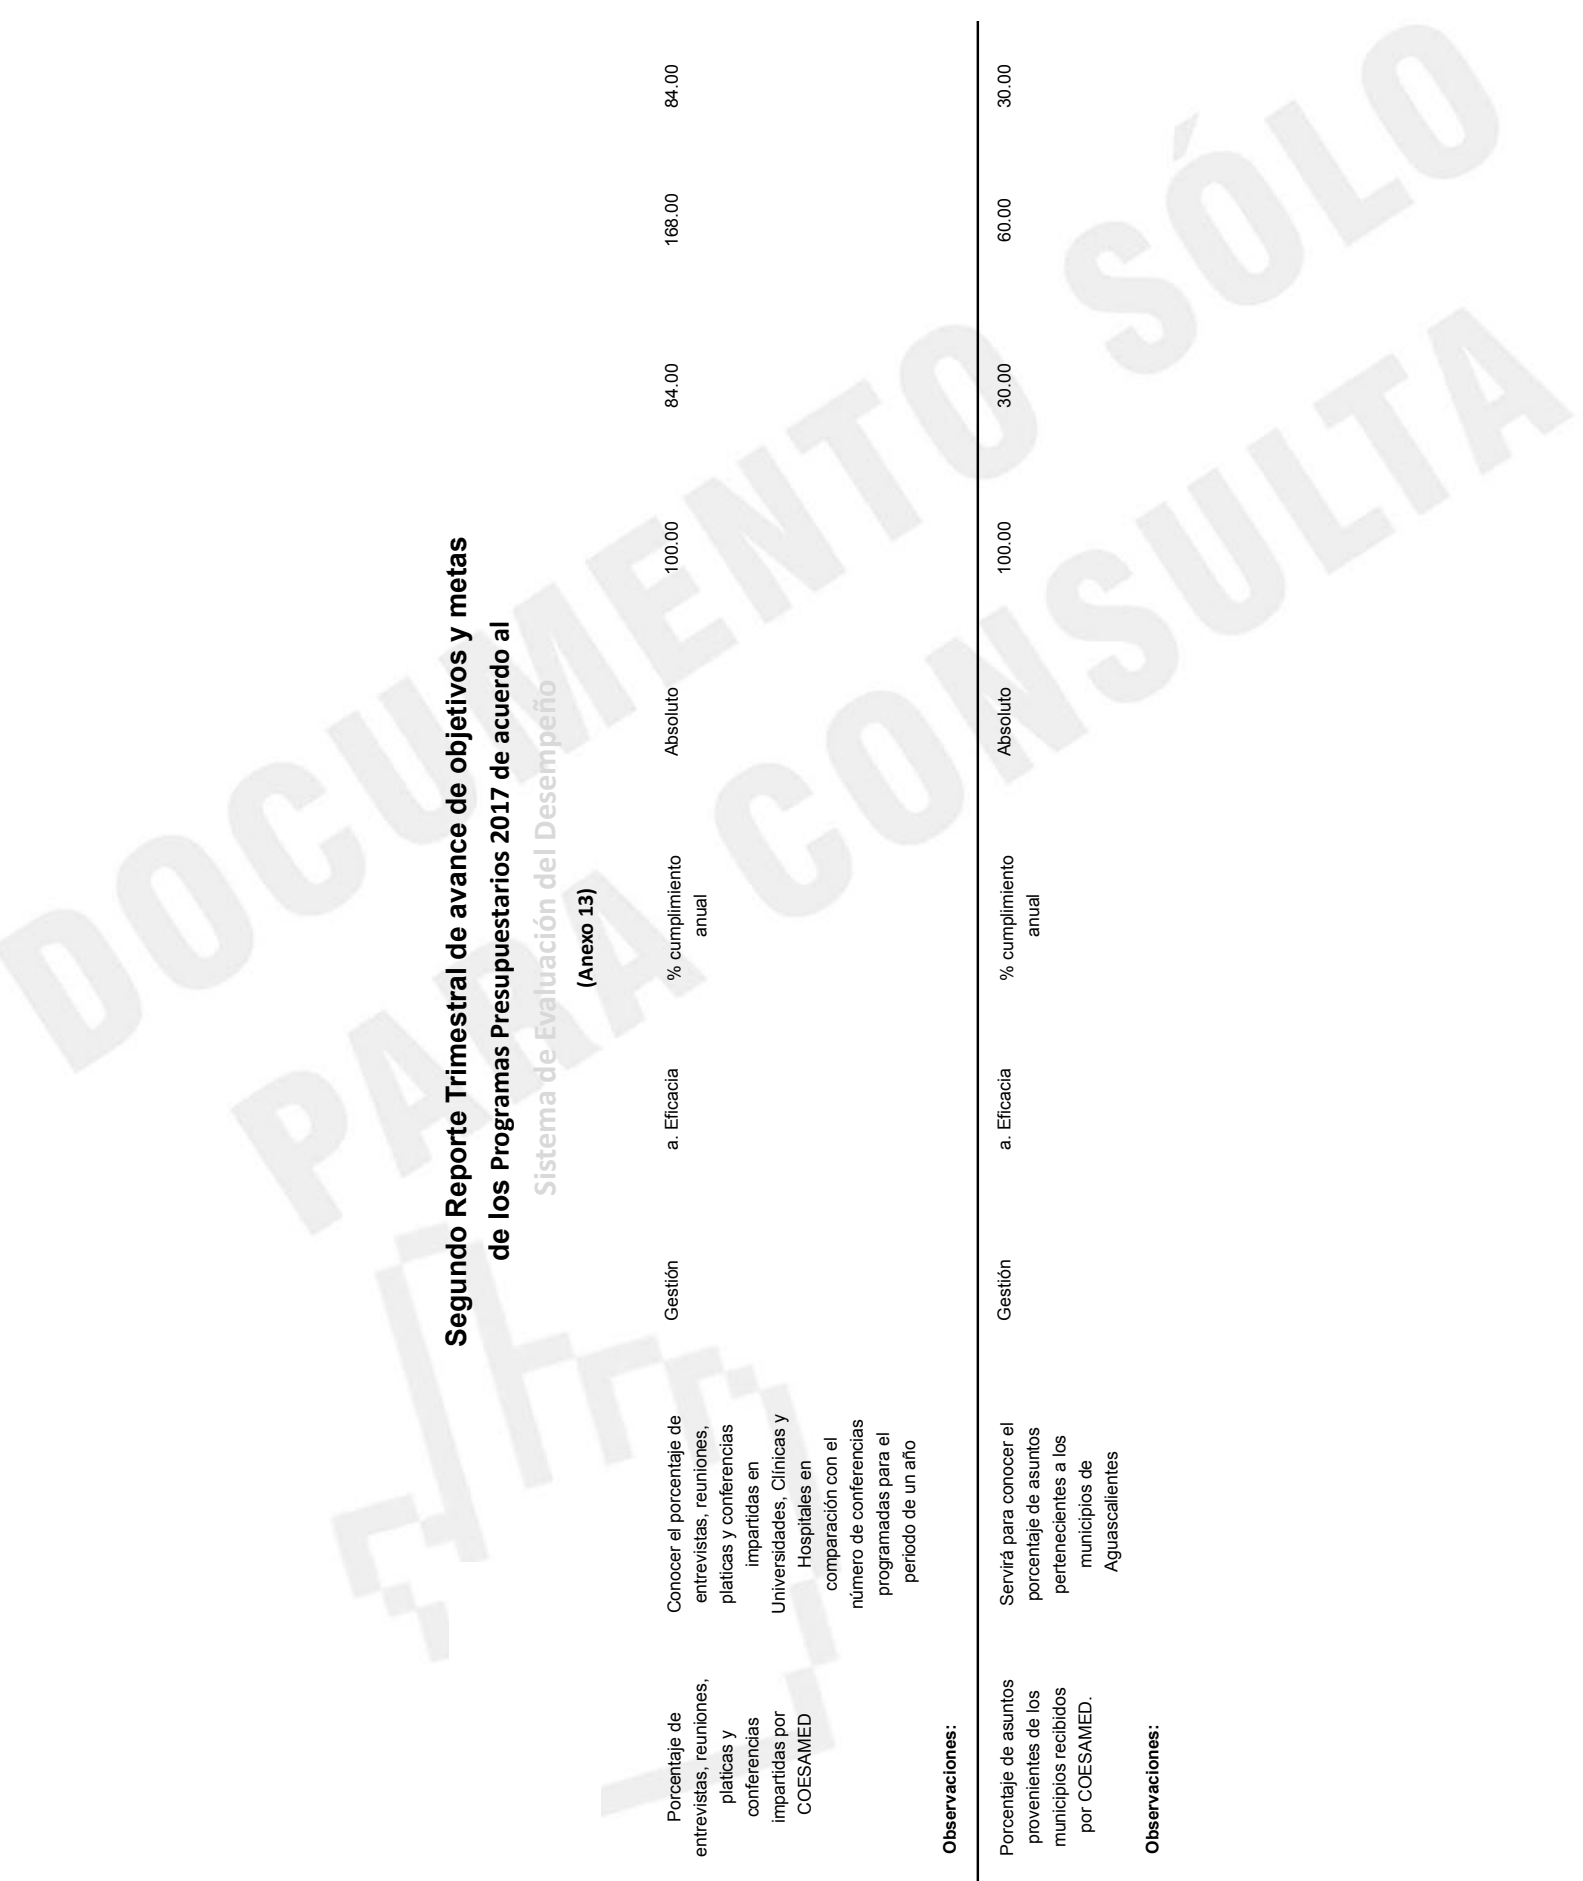 DOCUMENTO SÓLO
PARA CONSULTA
Segundo Reporte Trimestral de avance de objetivos y metas
de los Programas Presupuestarios 2017 de acuerdo al
Sistema de Evaluación del Desempeño
(Anexo 13)
Porcentaje de
entrevistas, reuniones,
platicas y
conferencias
impartidas por
COESAMED
Conocer el porcentaje de
entrevistas, reuniones,
platicas y conferencias
impartidas en
Universidades, Clínicas y
Hospitales en
comparación con el
número de conferencias
programadas para el
periodo de un año
Gestión
a. Eficacia
% cumplimiento
anual
Absoluto
100.00
84.00
168.00
84.00
Observaciones:
Porcentaje de asuntos
provenientes de los
municipios recibidos
por COESAMED.
Servirá para conocer el
porcentaje de asuntos
pertenecientes a los
municipios de
Aguascalientes
Gestión
a. Eficacia
% cumplimiento
anual
Absoluto
100.00
30.00
60.00
30.00
Observaciones: